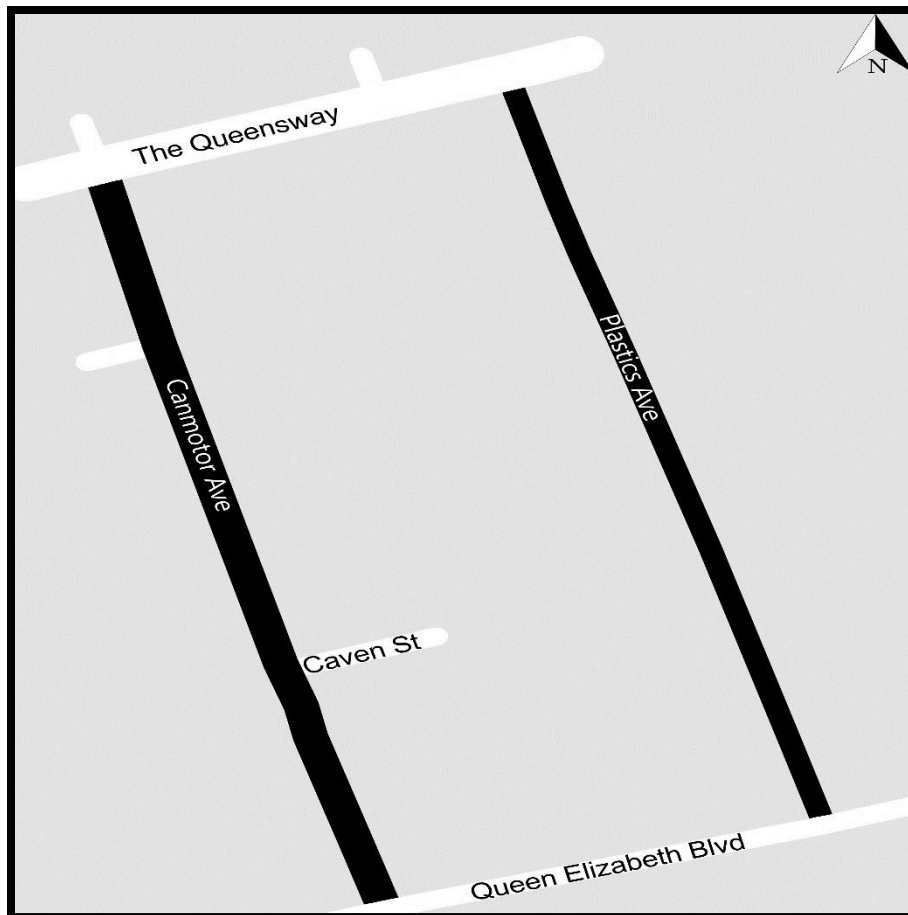 N
The Queensway
Plastics Ave
Canmotor Ave
Caven St
Queen Elizabeth Blvd